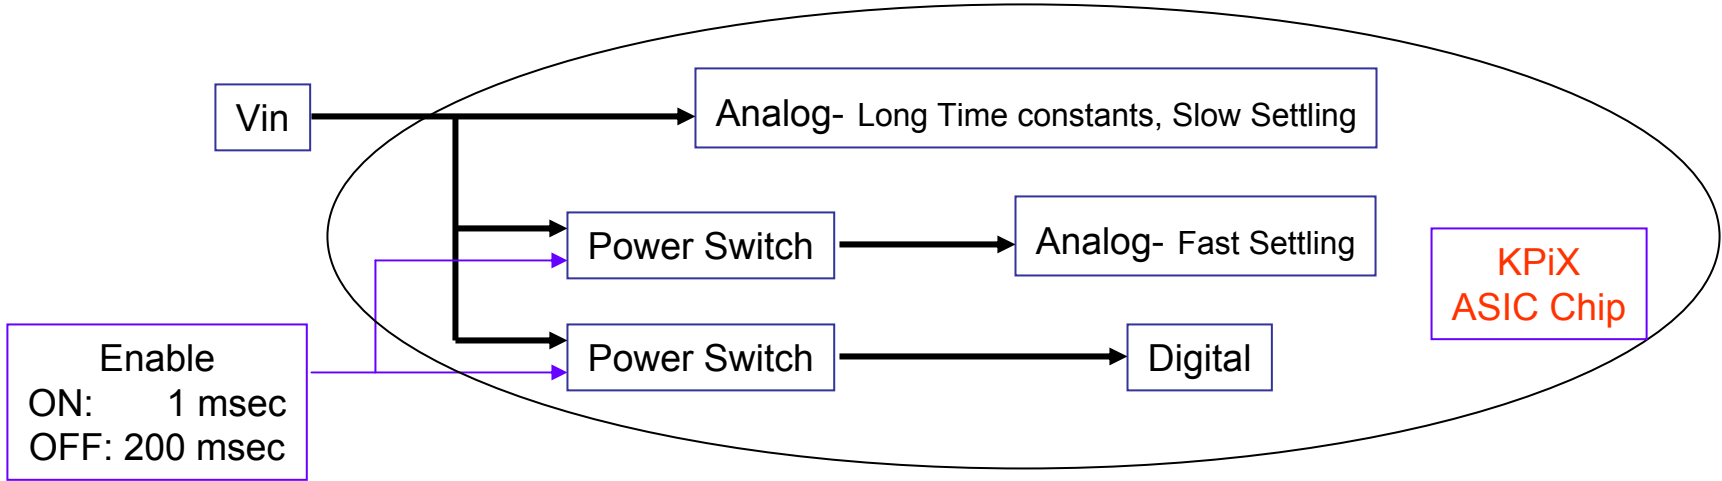 Vin
Analog- Long Time constants, Slow Settling
Power Switch
Analog- Fast Settling
KPiX
ASIC Chip
Power Switch
Digital
Enable
ON: 1 msec
OFF: 200 msec